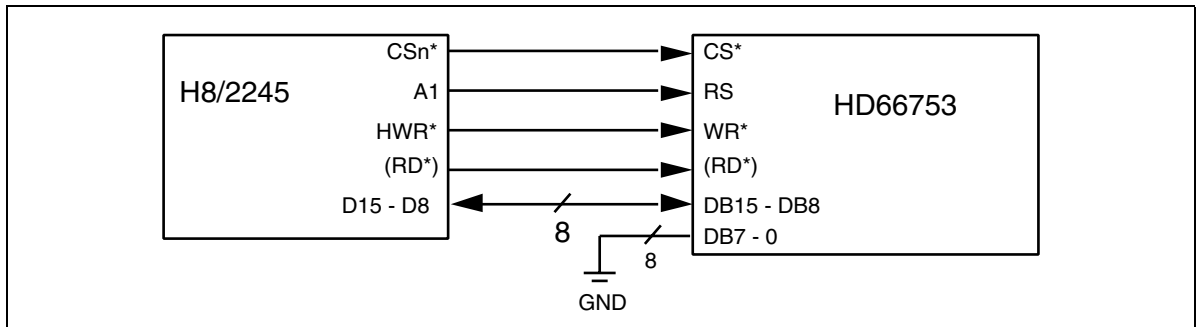 CSn* CS*
H8/2245 A1 RS HD66753
HWR* WR*
(RD*) (RD*)
D15 - D8 DB15 - DB8
8 DB7 - 0
8
GND